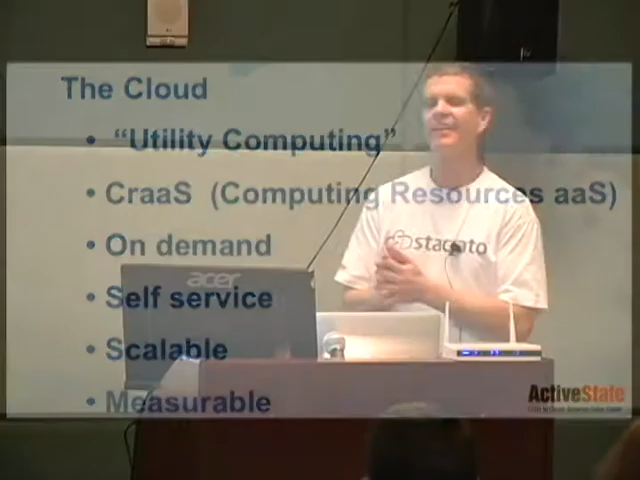 The Cloud
• “Utility Computing”
• CraaS (Computing Resources aaS)
• On demand
stackato
acer
• Self service
• Scalable
• Measurable
ActiveState